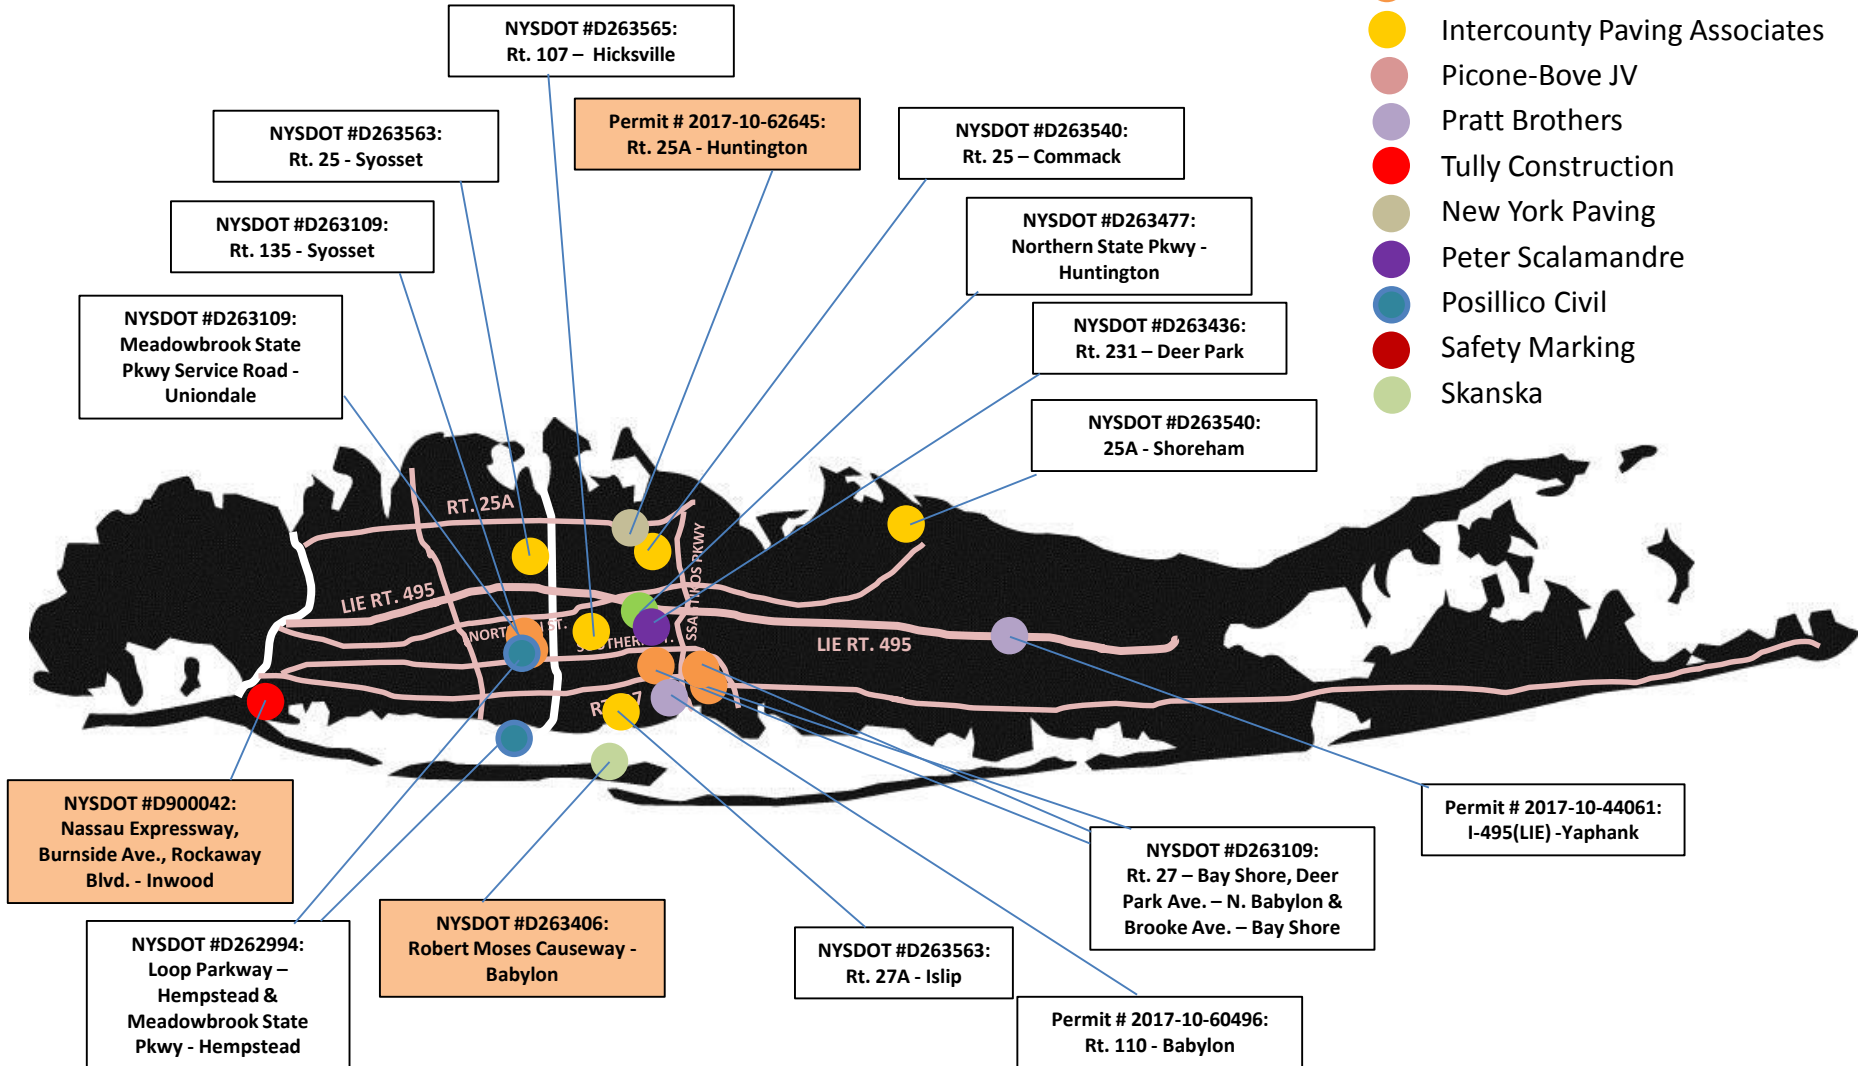 NYSDOT #D263565:
Rt. 107 – Hicksville
Intercounty Paving Associates
Picone-Bove JV
Pratt Brothers
Tully Construction
New York Paving
Peter Scalamandre
Posillico Civil
Safety Marking
Skanska
Permit # 2017-10-62645:
Rt. 25A - Huntington
NYSDOT #D263563:
Rt. 25 - Syosset
NYSDOT #D263540:
Rt. 25 – Commack
NYSDOT #D263109:
Rt. 135 - Syosset
NYSDOT #D263477:
Northern State Pkwy -
Huntington
NYSDOT #D263109:
Meadowbrook State
Pkwy Service Road -
Uniondale
NYSDOT #D263436:
Rt. 231 – Deer Park
NYSDOT #D263540:
25A - Shoreham
RT. 25A
LIE RT. 495
ST.
PKWY
LIE RT. 495
NYSDOT #D900042:
Nassau Expressway,
Burnside Ave., Rockaway
Blvd. - Inwood
Permit # 2017-10-44061:
I-495(LIE) -Yaphank
NYSDOT #D263109:
Rt. 27 – Bay Shore, Deer
Park Ave. – N. Babylon &
Brooke Ave. – Bay Shore
NYSDOT #D262994:
Loop Parkway –
Hempstead &
Meadowbrook State
Pkwy - Hempstead
NYSDOT #D263406:
Robert Moses Causeway -
Babylon
NYSDOT #D263563:
Rt. 27A - Islip
Permit # 2017-10-60496:
Rt. 110 - Babylon